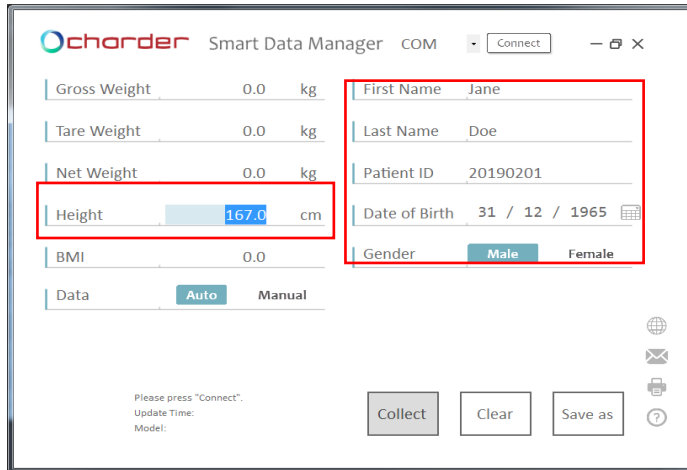 charder Smart Data Manager COM Connect
Gross Weight 0.0 kg First Name Jane
Tare Weight 0.0 kg Last Name Doe
Net Weight 0.0 kg Patient ID 20190201
Height 167.0 cm Date of Birth 31 / 12 / 1965
BMI 0.0 Gender Male Female
Data Auto Manual
Please press "Connect".
Update Time:
Model:
Collect Clear Save as